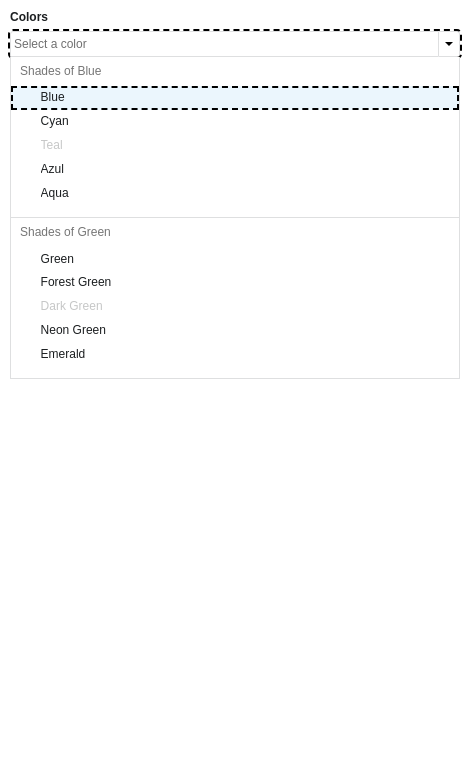 Colors
Select a color
Shades of Blue
Blue
Cyan
Teal
Azul
Aqua
Shades of Green
Green
Forest Green
Dark Green
Neon Green
Emerald